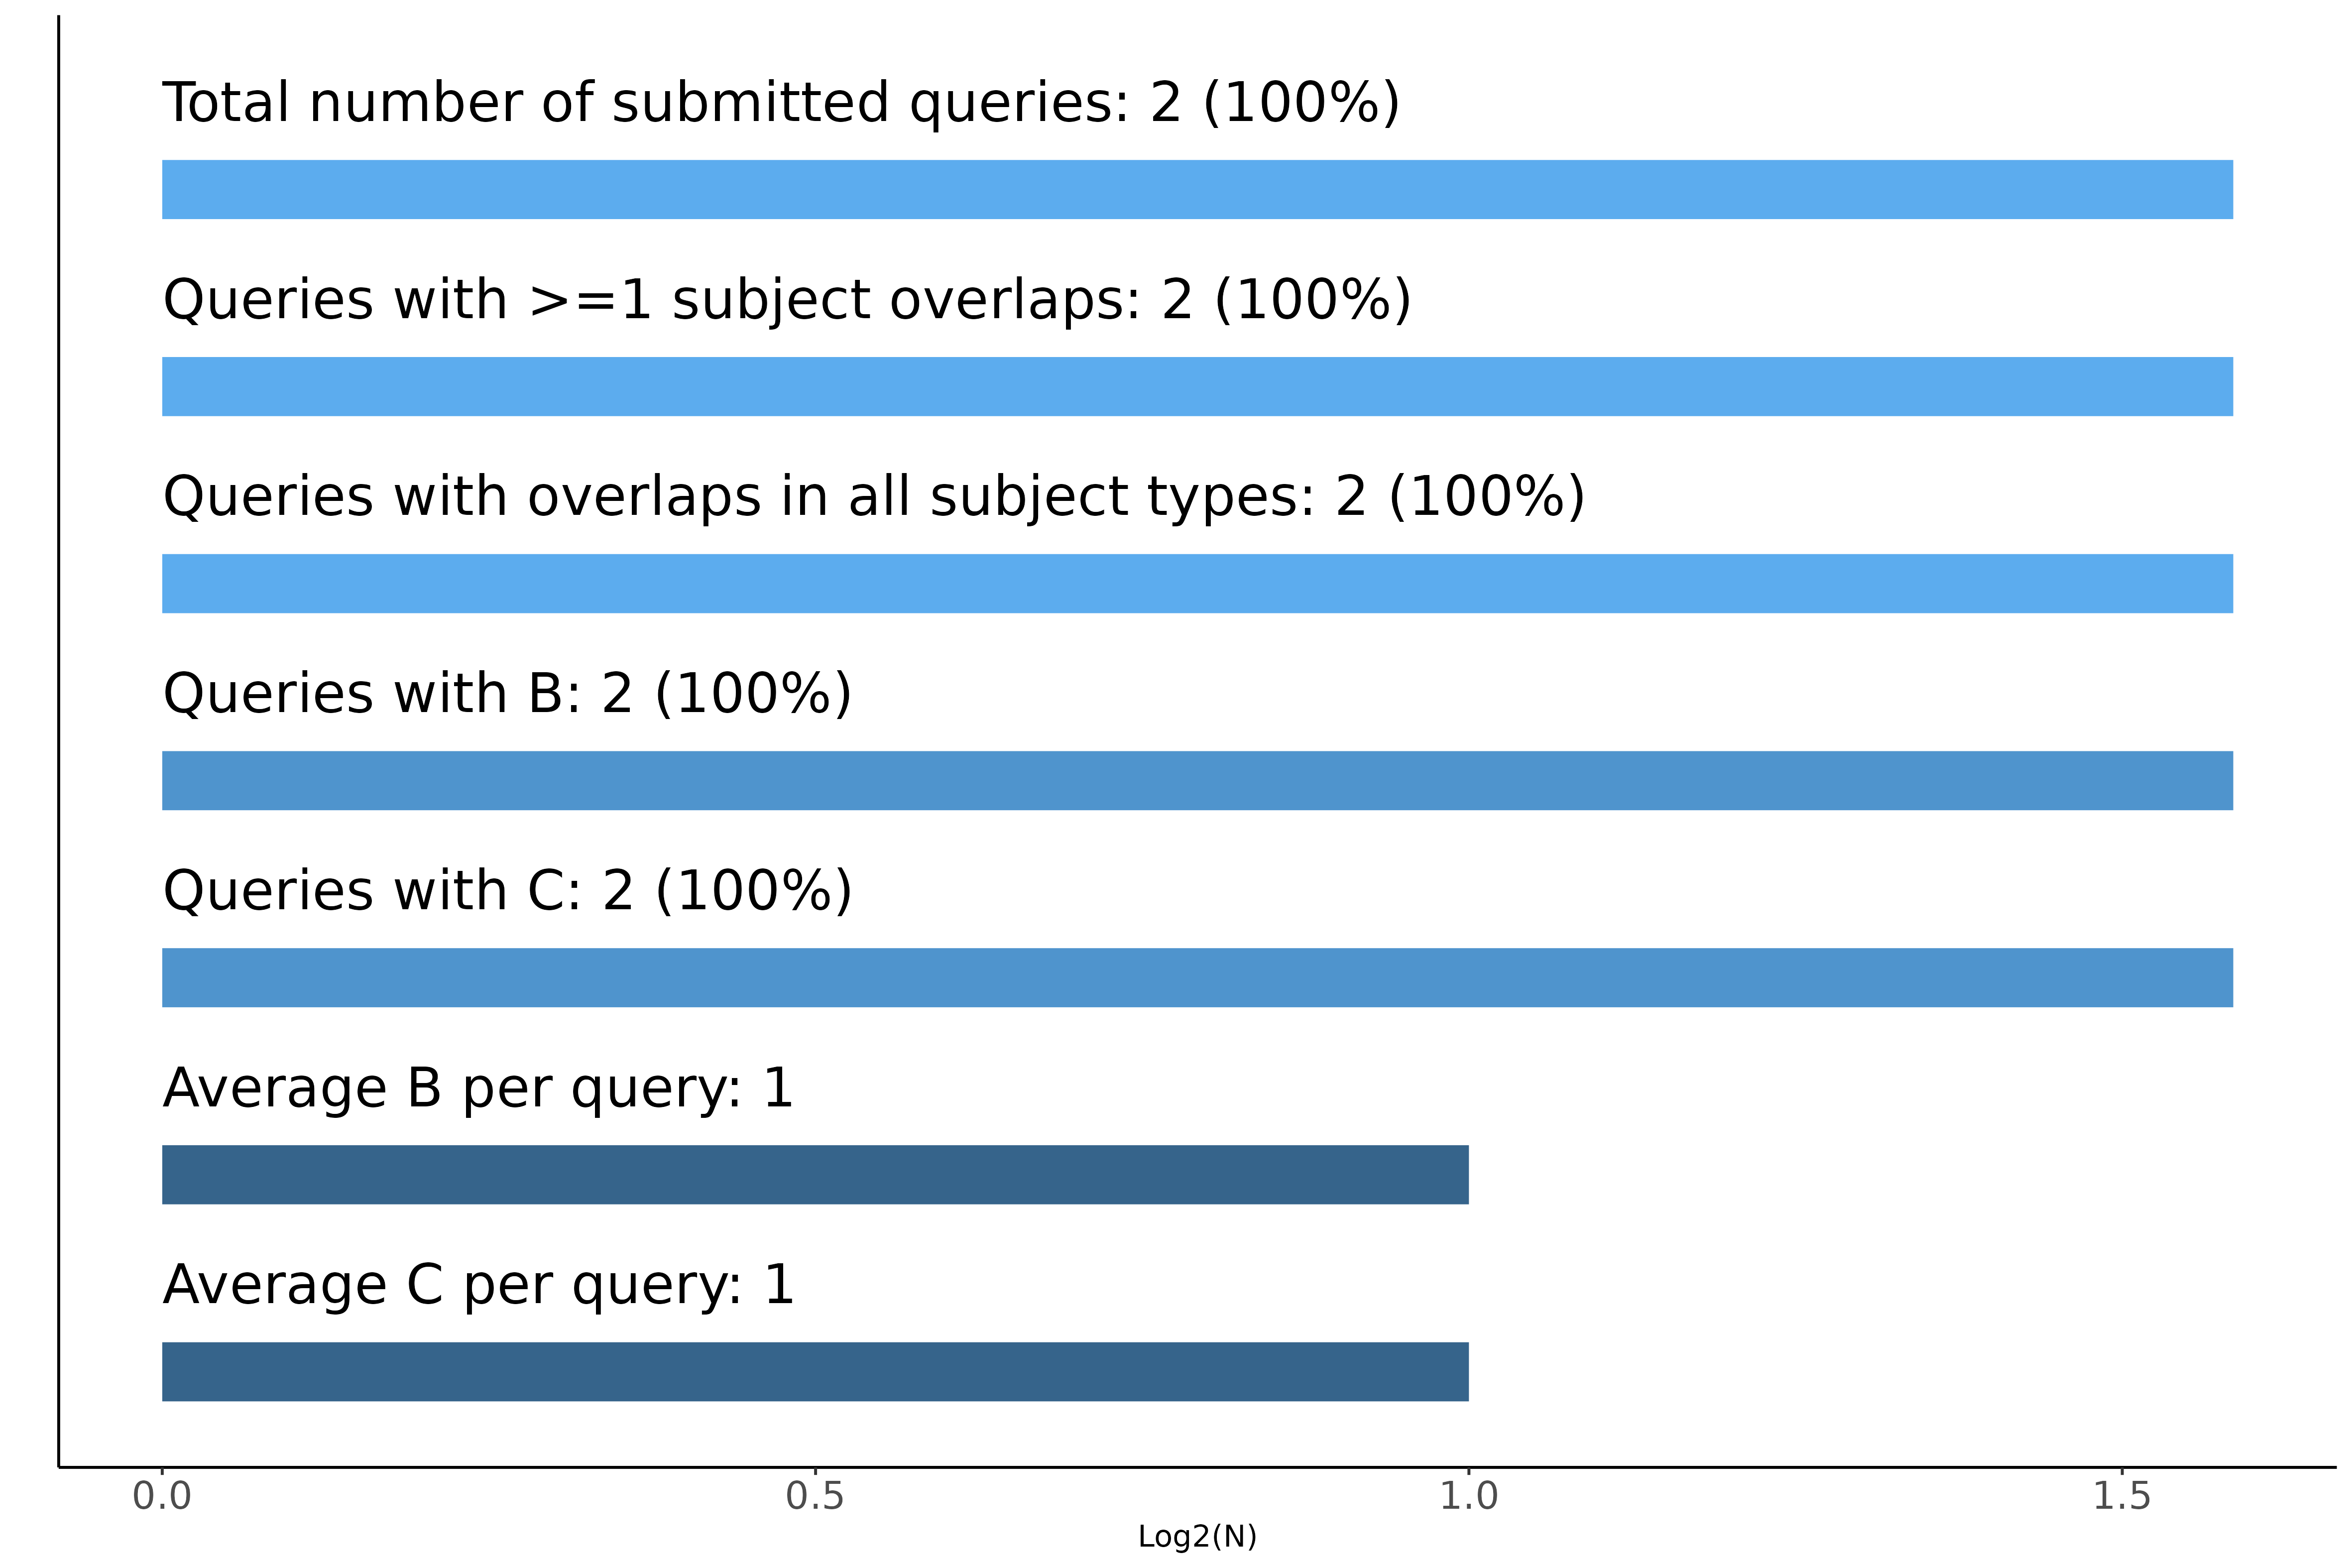 Total number of submitted queries: 2 (100%)
Queries with >=1 subject overlaps: 2 (100%)
Queries with overlaps in all subject types: 2 (100%)
Queries with B: 2 (100%)
Queries with C: 2 (100%)
Average B per query: 1
Average C per query: 1
0.0 0.5 1.0 1.5
Log2(N)